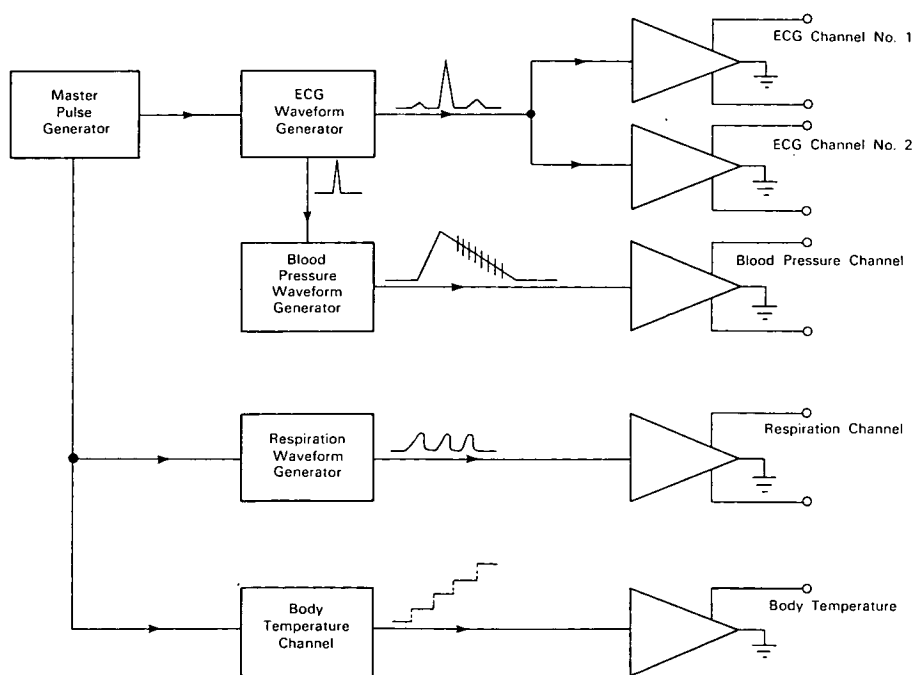 Master
Pulse
Generator
ECG
Waveform
Generator
ECG Channel No. 1
ECG Channel No. 2
Blood
Pressure
Waveform
Generator
Blood Pressure Channel
Respiration
Waveform
Generator
Respiration Channel
Body
Temperature
Channel
Body Temperature